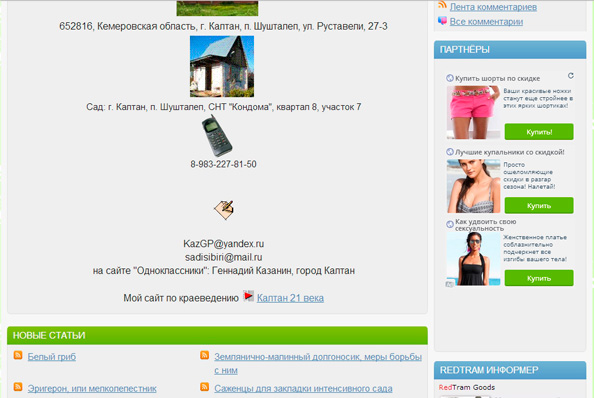 652816, Кемеровская область, г. Каптан, п. Шуштапеп, ул. Руставели, 27-3
Сад: г. Каптан, п. Шуштапеп, СНТ "Кондома", квартал 8, участок 7
8-983-227-81-50
KazGP@yandex.ru
sadisibiri@mail.ru
на сайте "Одноклассники": Геннадий Казанин, город Каптан
Мой сайт по краеведению Каптан 21 века
НОВЫЕ СТАТЬИ
Белый гриб
Эригерон, или мелколепестник
Землянично-малинный долгоносик, меры борьбы
с ним
Саженцы для закладки интенсивного сада
Лента комментариев
Все комментарии
ПАРТНЁРЫ
Купить шорты по скидке
Ваши красивые ножки
станут еще стройнее в
этих ярких шортиках!
Купить!
Лучшие купальники со скидкой!
Просто
ошеломляющие
скидки в разгар
сезона! Налетай!
Купить
Как удвоить свою
сексуальность
Женственное платье
соблазнительно
подчеркнет все
изгибы вашего тела!
Купить
REDTRAM ИНФОРМЕР
RedTram Goods